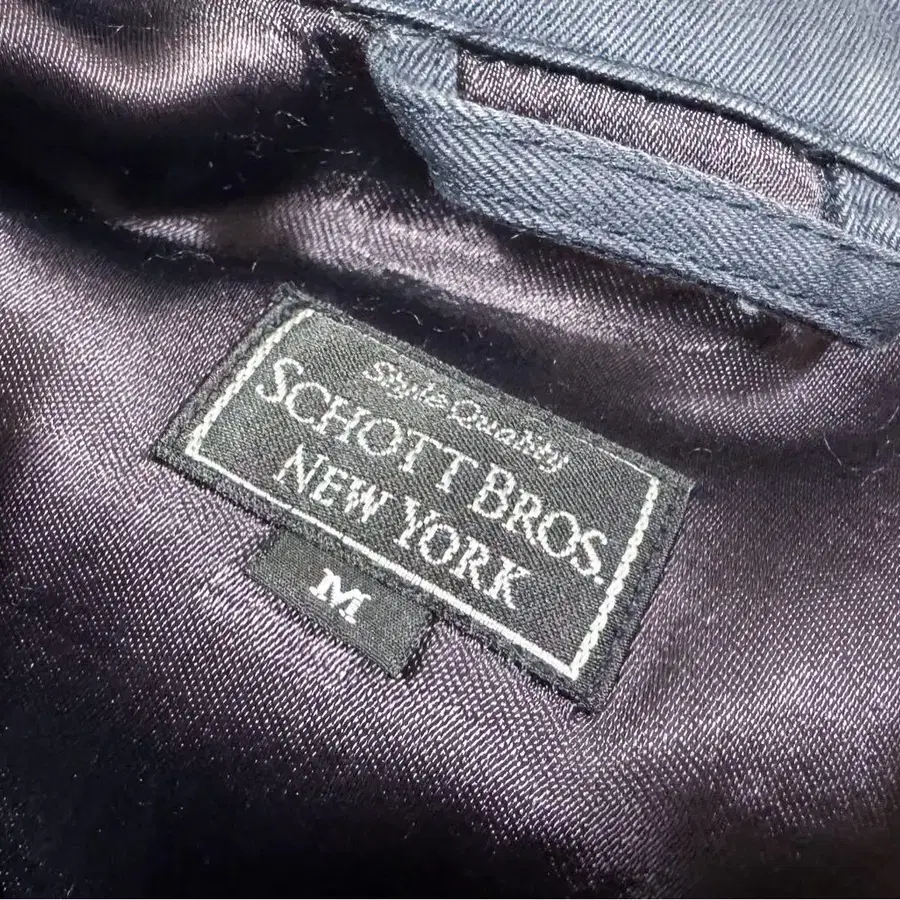 Style Quality
SCHOTT BROS.
NEW YORK
M